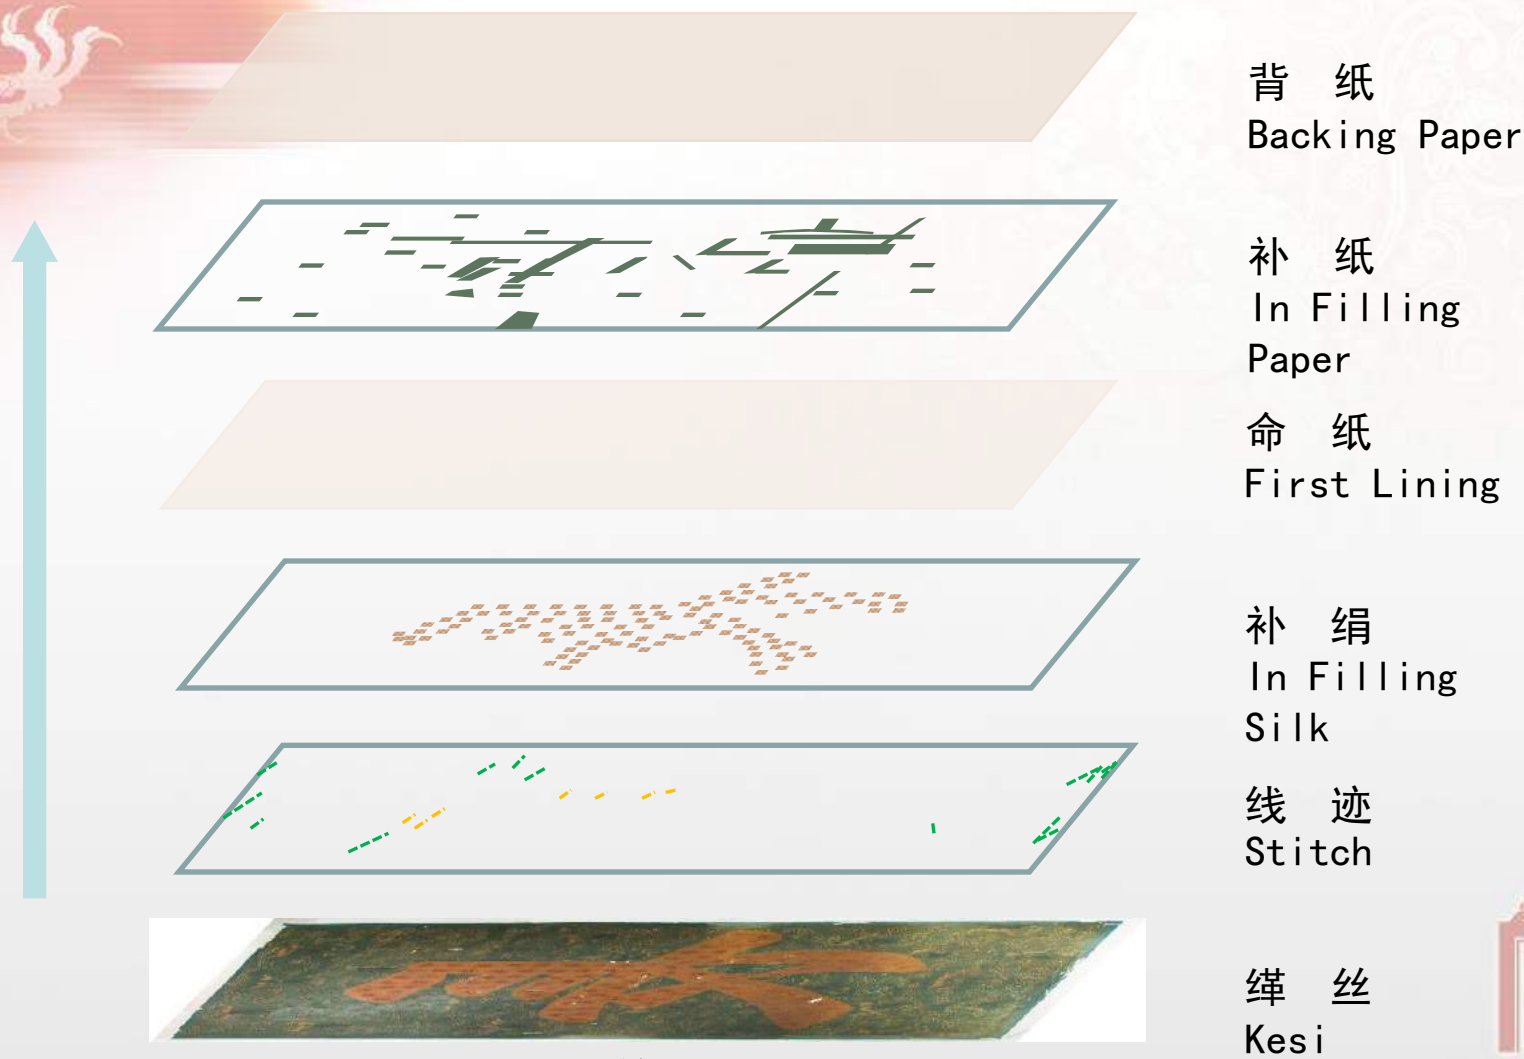 背 纸
Backing Paper
补 纸
In Filling
Paper
命 纸
First Lining
补 绢
In Filling
Silk
线 迹
Stitch
缂 丝
Kesi